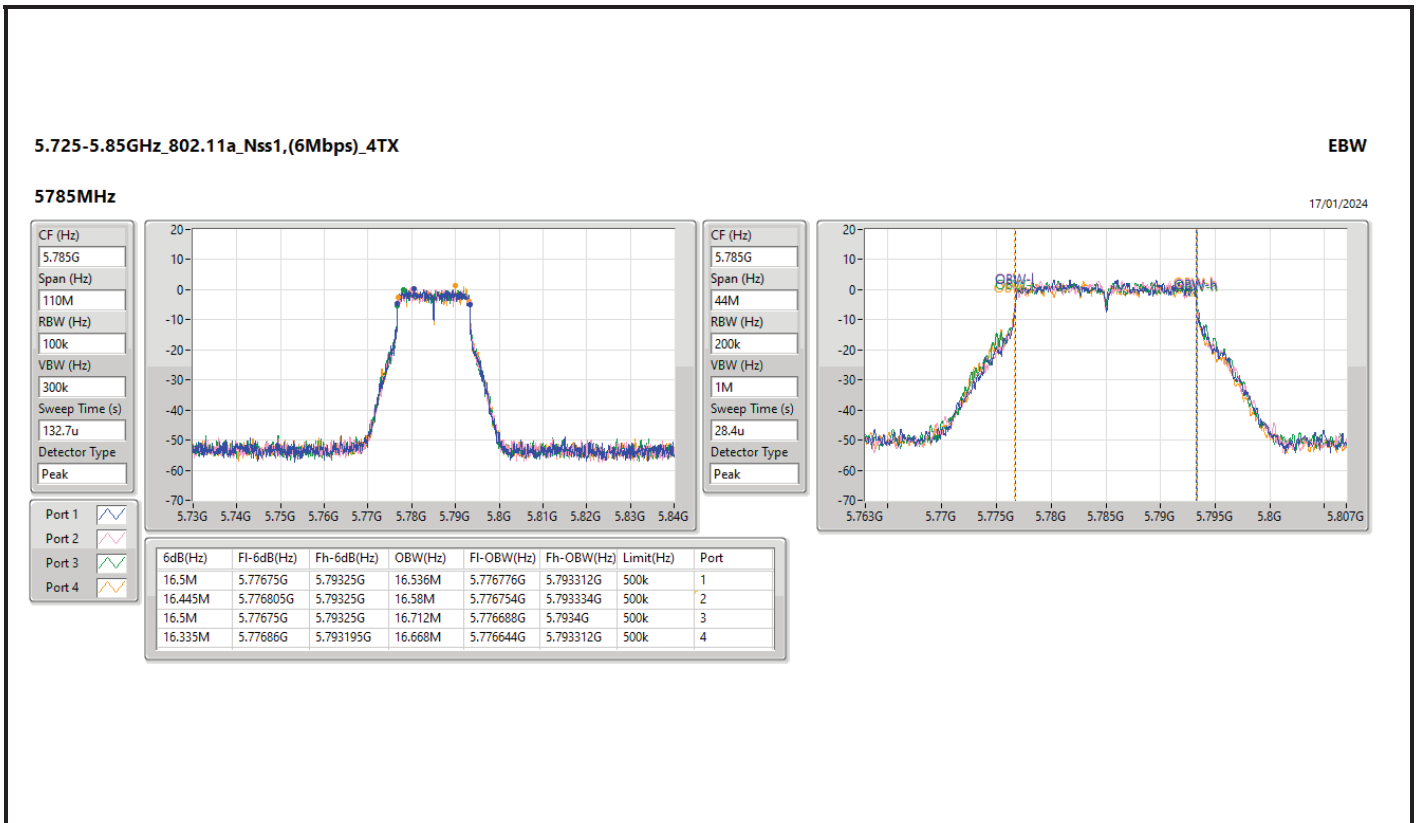 5.725-5.85GHz_802.11a_Nss1,(6Mbps)_4TX
EBW
5785MHz
17/01/2024
CF (Hz)
5.785G
Span (Hz)
110M
RBW (Hz)
100k
VBW (Hz)
300k
Sweep Time (s)
132.7u
Detector Type
Peak
20
10
0
-10
-20
-30
-40
-50
-60
-70
5.73G 5.74G 5.75G 5.76G 5.77G 5.78G 5.79G 5.8G 5.81G 5.82G 5.83G 5.84G
CF (Hz)
5.785G
Span (Hz)
44M
RBW (Hz)
200k
VBW (Hz)
1M
Sweep Time (s)
28.4u
Detector Type
Peak
20
10
0
-10
-20
-30
-40
-50
-60
-70
OBW-l OBW-h
5.763G 5.77G 5.775G 5.78G 5.785G 5.79G 5.795G 5.8G 5.807G
Port 1
Port 2
Port 3
Port 4
6dB(Hz) Fl-6dB(Hz) Fh-6dB(Hz) OBW(Hz) Fl-OBW(Hz) Fh-OBW(Hz) Limit(Hz) Port
16.5M 5.77675G 5.79325G 16.536M 5.776776G 5.793312G 500k 1
16.445M 5.776805G 5.79325G 16.58M 5.776754G 5.793334G 500k 2
16.5M 5.77675G 5.79325G 16.712M 5.776688G 5.7934G 500k 3
16.335M 5.77686G 5.793195G 16.668M 5.776644G 5.793312G 500k 4